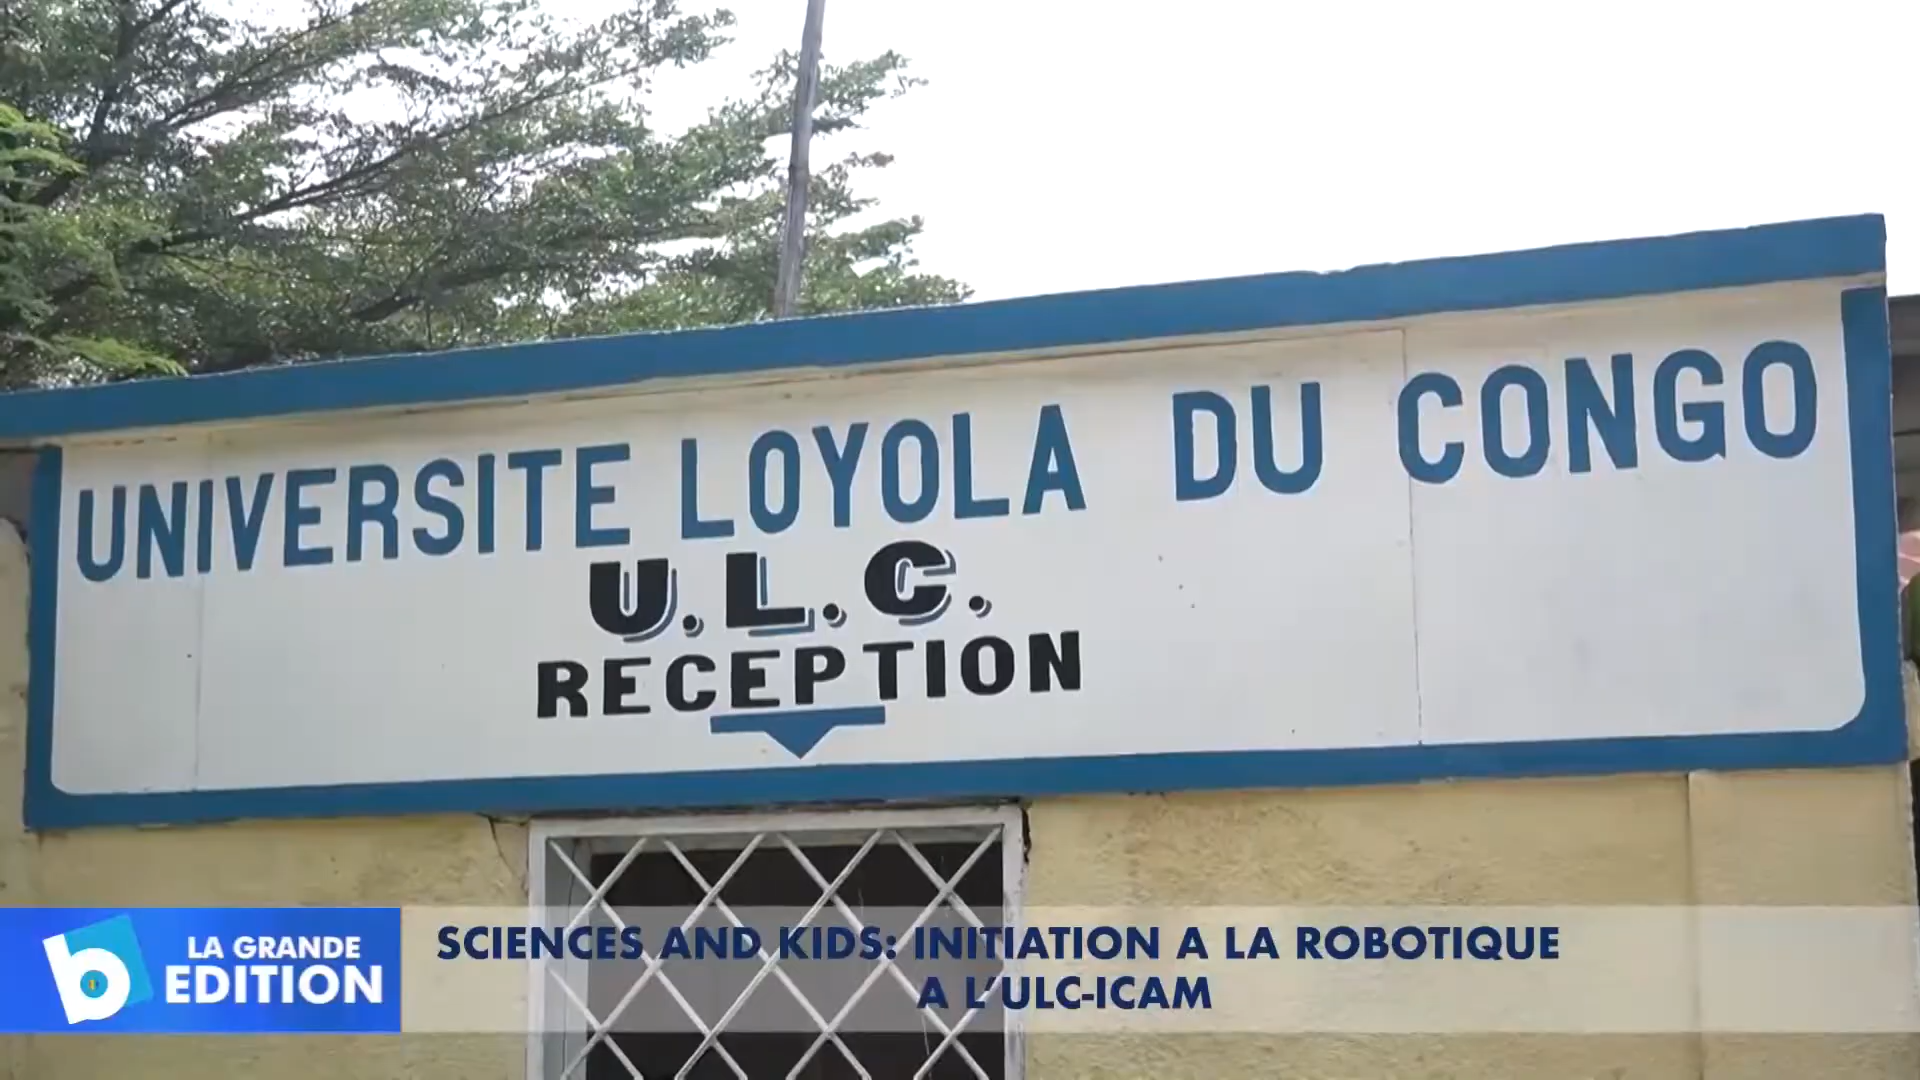 UNIVERSITE LOYOLA DU CONGO
U.L.C.
RECEPTION
b
LA GRANDE
EDITION
SCIENCES AND KIDS: INITIATION A LA ROBOTIQUE
A L'ULC-ICAM